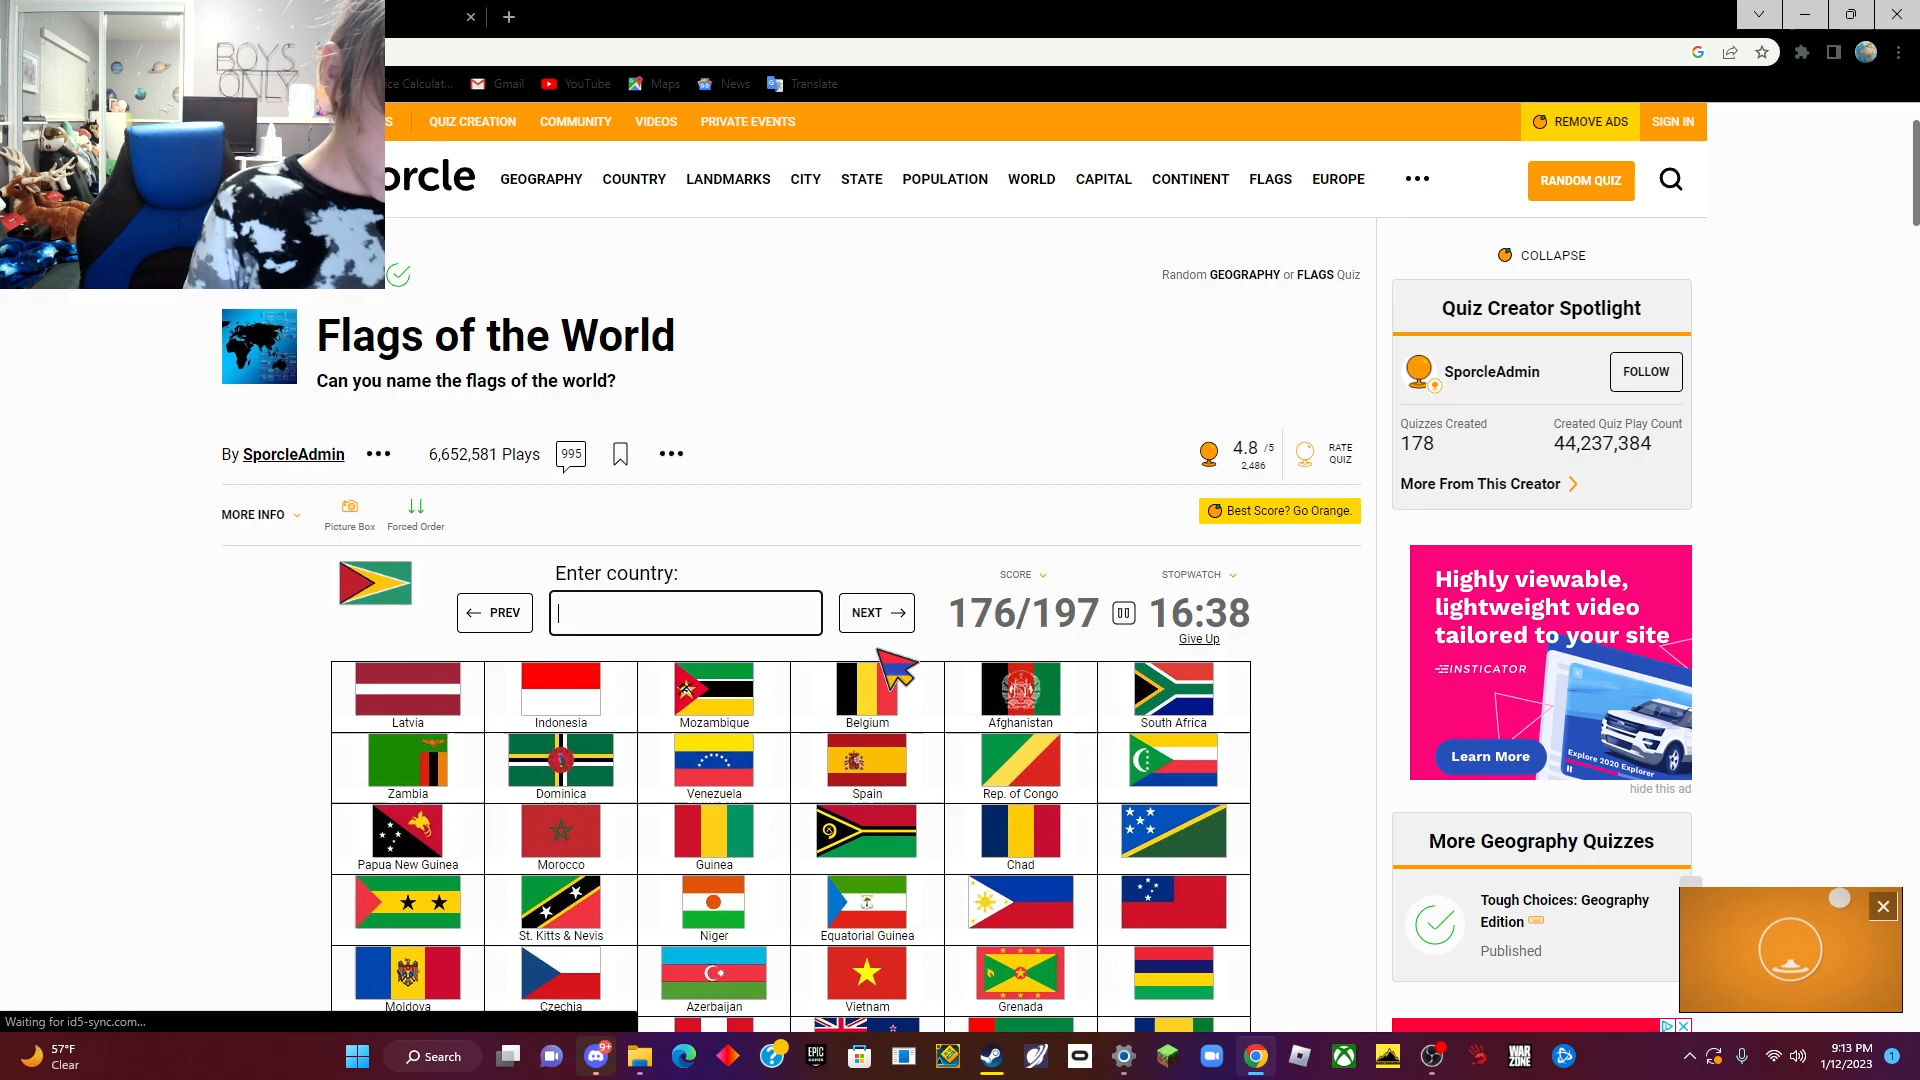 BOYS
ONLY
ice Calculat...
Gmail
YouTube
Maps
News
Translate
S
QUIZ CREATION
COMMUNITY
VIDEOS
PRIVATE EVENTS
REMOVE ADS
SIGN IN
orcle
GEOGRAPHY
COUNTRY
LANDMARKS
CITY
STATE
POPULATION
WORLD
CAPITAL
CONTINENT
FLAGS
EUROPE
RANDOM QUIZ
Random GEOGRAPHY or FLAGS Quiz
COLLAPSE
Flags of the World
Can you name the flags of the world?
By SporcleAdmin
6,652,581 Plays
995
4.8 /5
2,486
RATE
QUIZ
MORE INFO
Picture Box
Forced Order
Best Score? Go Orange.
Enter country:
PREV
NEXT
SCORE
176/197
STOPWATCH
16:38
Give Up
Latvia
Indonesia
Mozambique
Belgium
Afghanistan
South Africa
Zambia
Dominica
Venezuela
Spain
Rep. of Congo
Papua New Guinea
Morocco
Guinea
Chad
St. Kitts & Nevis
Niger
Equatorial Guinea
Moldova
Czechia
Azerbaijan
Vietnam
Grenada
Quiz Creator Spotlight
SporcleAdmin
FOLLOW
Quizzes Created
178
Created Quiz Play Count
44,237,384
More From This Creator
Highly viewable,
lightweight video
tailored to your site
INSTICATOR
Learn More
Explore 2020 Explorer
hide this ad
More Geography Quizzes
Tough Choices: Geography
Edition
Published
Waiting for id5-sync.com...
57°F
Clear
Search
9+
EPIC
GAMES
WAR
ZONE
9:13 PM
1/12/2023
1